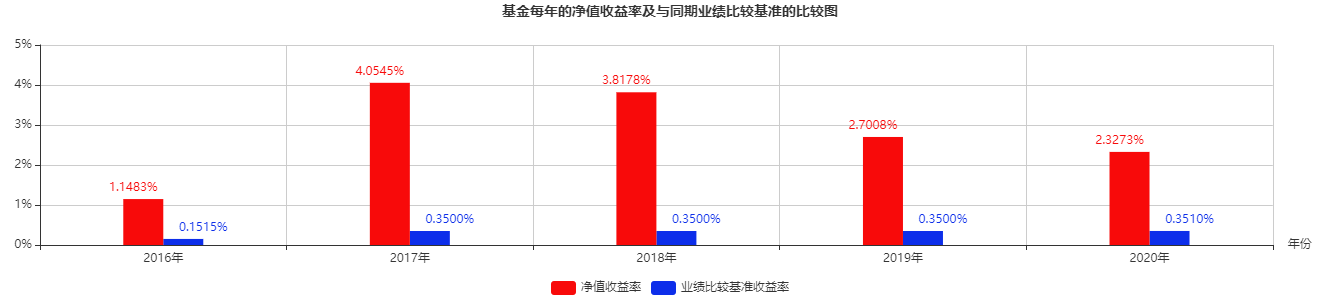 基金每年的净值收益率及与同期业绩比较基准的比较图
5%
4%
3%
2%
1%
0%
1.1483%
0.1515%
4.0545%
0.3500%
3.8178%
0.3500%
2.7008%
0.3500%
2.3273%
0.3510%
2016年
2017年
2018年
2019年
2020年
年份
净值收益率
业绩比较基准收益率